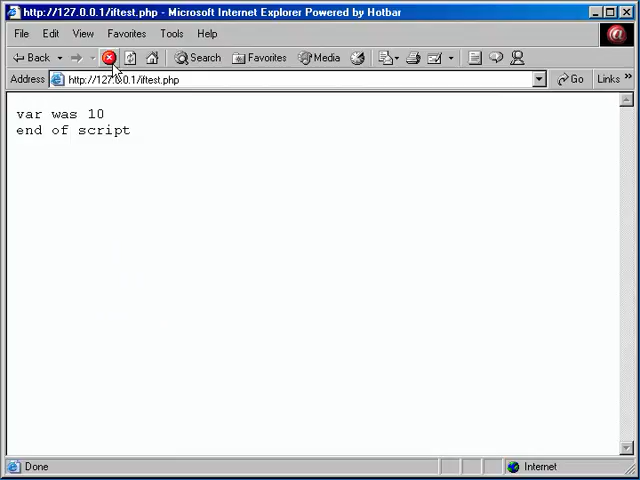 http://127.0.0.1/iftest.php - Microsoft Internet Explorer Powered by Hotbar
File Edit View Favorites Tools Help
Back Search Favorites Media
Address http://127.0.0.1/iftest.php Go Links »
var was 10
end of script
Done Internet